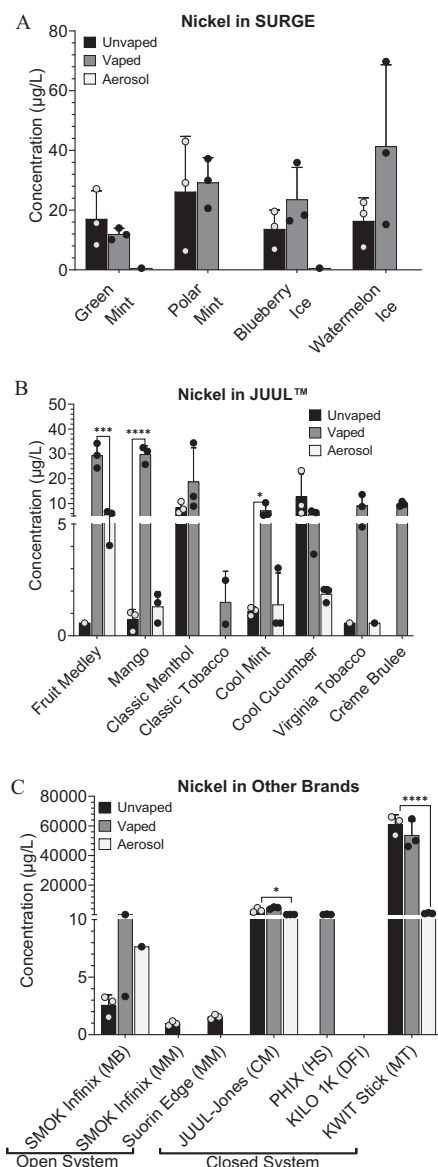 A
Nickel in SURGE
Unvaped
Vaped
Aerosol
Concentration (µg/L)
80
60
40
20
0
Green Mint
Polar Mint
Blueberry Ice
Watermelon Ice
B
Nickel in JUUL™
Unvaped
Vaped
Aerosol
Concentration (µg/L)
50
40
30
20
10
5
0
***
****
*
Fruit Medley
Mango
Classic Menthol
Classic Tobacco
Cool Mint
Cool Cucumber
Virginia Tobacco
Crème Brulee
C
Nickel in Other Brands
Unvaped
Vaped
Aerosol
Concentration (µg/L)
80000
60000
40000
20000
10
5
0
*
****
SMOK Infinix (MB)
SMOK Infinix (MM)
Suorin Edge (MM)
JUUL-Jones (CM)
PHIX (HS)
KILO 1K (DFI)
KWIT Stick (MT)
Open System
Closed System